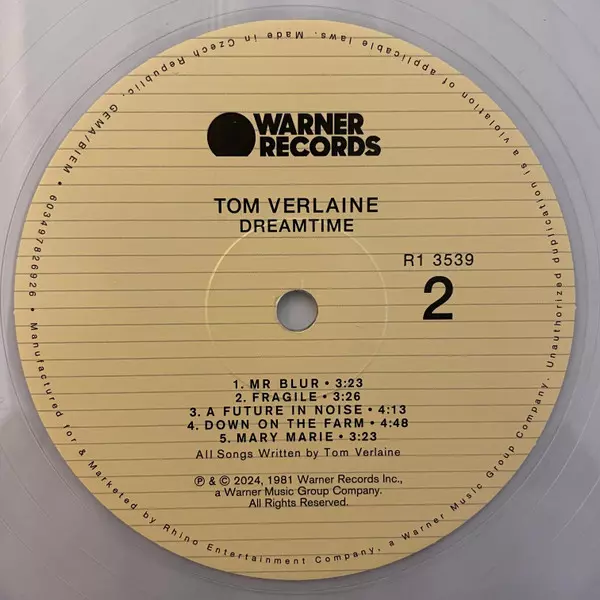 WARNER
RECORDS
TOM VERLAINE
DREAMTIME
R1 3539
2
1. MR BLUR • 3:23
2. FRAGILE • 3:26
3. A FUTURE IN NOISE • 4:13
4. DOWN ON THE FARM • 4:48
5. MARY MARIE • 3:23
All Songs Written by Tom Verlaine
℗ & © 2024, 1981 Warner Records Inc.,
a Warner Music Group Company.
All Rights Reserved.
• Manufactured for & Marketed by Rhino Entertainment Company, a Warner Music Group Company. Unauthorized duplication is a violation of applicable laws. Made in Czech Republic. GEMA/BIEM • 603497826926